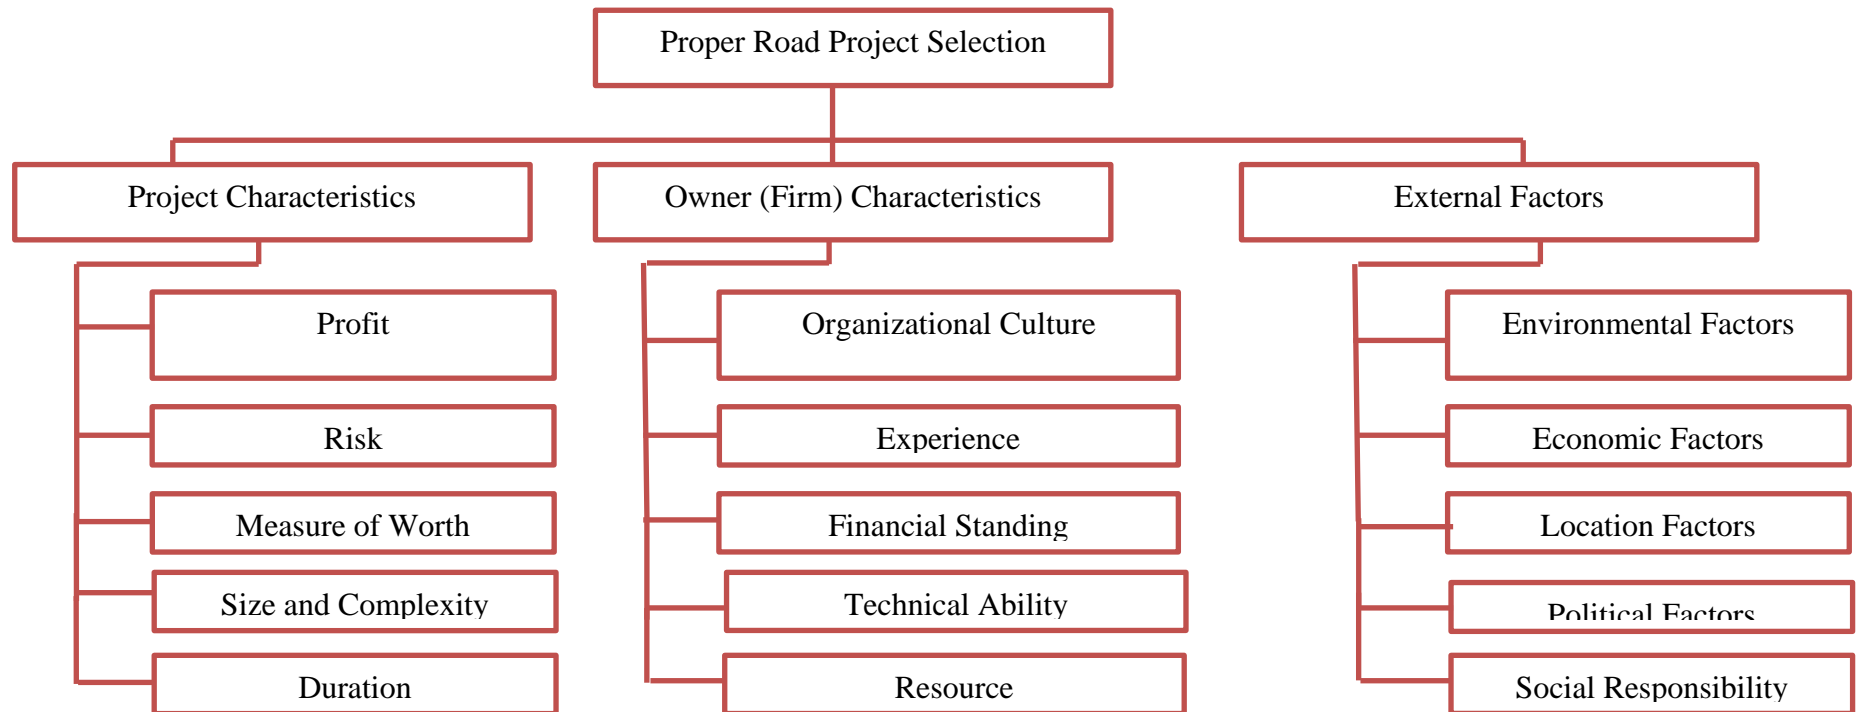 Proper Road Project Selection
Project Characteristics
Owner (Firm) Characteristics
External Factors
Profit
Organizational Culture
Environmental Factors
Risk
Experience
Economic Factors
Measure of Worth
Financial Standing
Location Factors
Size and Complexity
Technical Ability
Political Factors
Duration
Resource
Social Responsibility